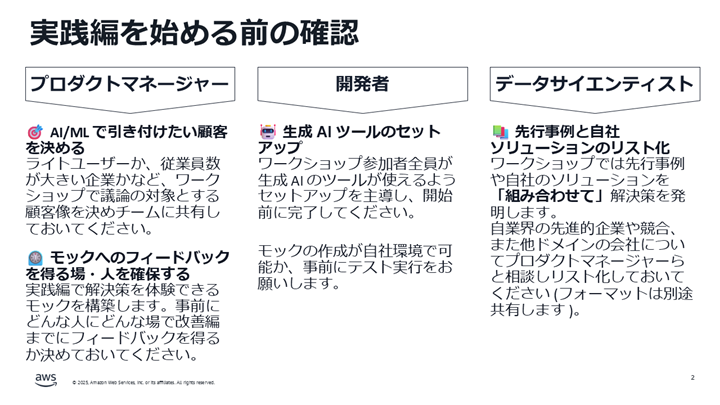 実践編を始める前の確認
プロダクトマネージャー
🎯 AI/ML で引き付けたい顧客
を決める
ライトユーザーか、従業員数
が大きい企業かなど、ワーク
ショップで議論の対象とする
顧客像を決めチームに共有し
ておいてください。
モックへのフィードバック
を得る場・人を確保する
実践編で解決策を体験できる
モックを構築します。事前に
どんな人にどんな場で改善編
までにフィードバックを得る
か決めておいてください。
開発者
🤖 生成 AI ツールのセット
アップ
ワークショップ参加者全員が
生成 AI のツールが使えるよう
セットアップを主導し、開始
前に完了してください。
モックの作成が自社環境で可
能か、事前にテスト実行をお
願いします。
データサイエンティスト
📚 先行事例と自社
ソリューションのリスト化
ワークショップでは先行事例
や自社のソリューションを
「組み合わせて」解決策を発
明します。
自業界の先進的企業や競合、
また他ドメインの会社につい
てプロダクトマネージャーら
と相談しリスト化しておいて
ください (フォーマットは別途
共有します )。
aws
© 2025, Amazon Web Services, Inc. or its affiliates. All rights reserved.
2